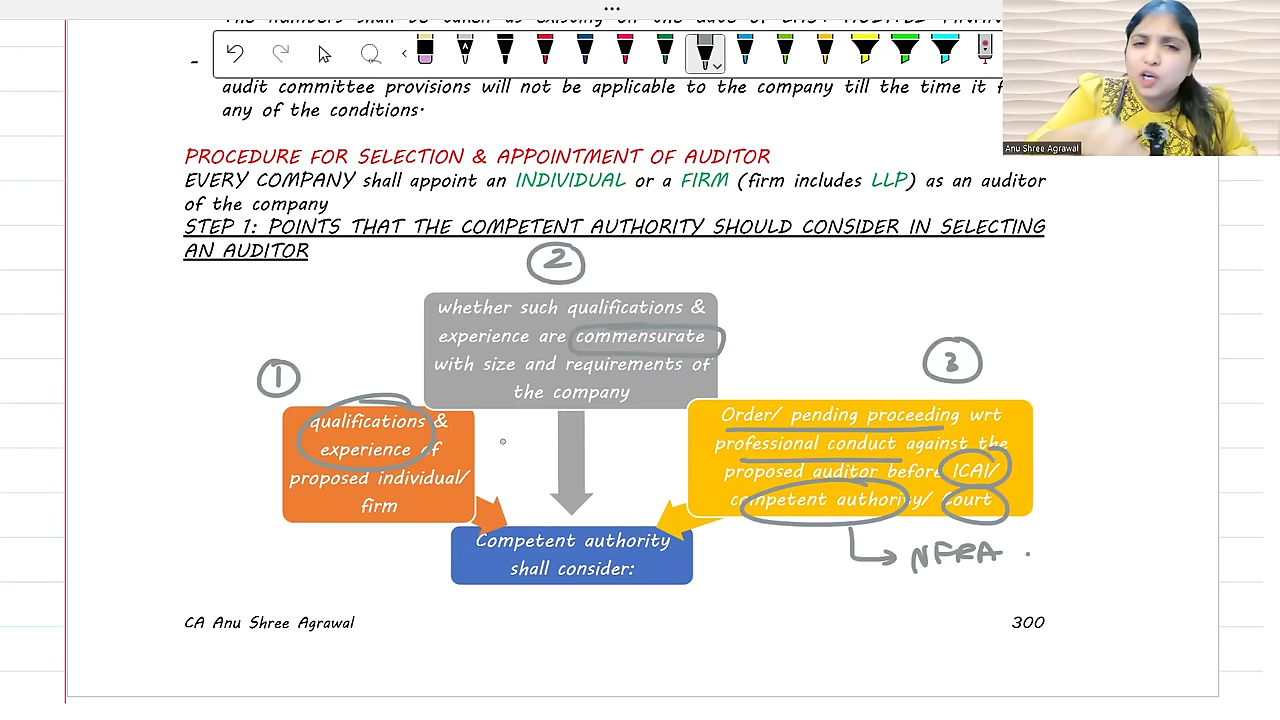 audit committee provisions will not be applicable to the company till the time it
any of the conditions.
Anu Shree Agrawal
PROCEDURE FOR SELECTION & APPOINTMENT OF AUDITOR
EVERY COMPANY shall appoint an INDIVIDUAL or a FIRM (firm includes LLP) as an auditor
of the company
STEP 1: POINTS THAT THE COMPETENT AUTHORITY SHOULD CONSIDER IN SELECTING
AN AUDITOR
2
whether such qualifications &
experience are commensurate
with size and requirements of
the company
1
qualifications &
experience of
proposed individual/
firm
3
Order/ pending proceeding wrt
professional conduct against the
proposed auditor before ICAI/
competent authority/ Court
NFRA
Competent authority
shall consider:
CA Anu Shree Agrawal
300